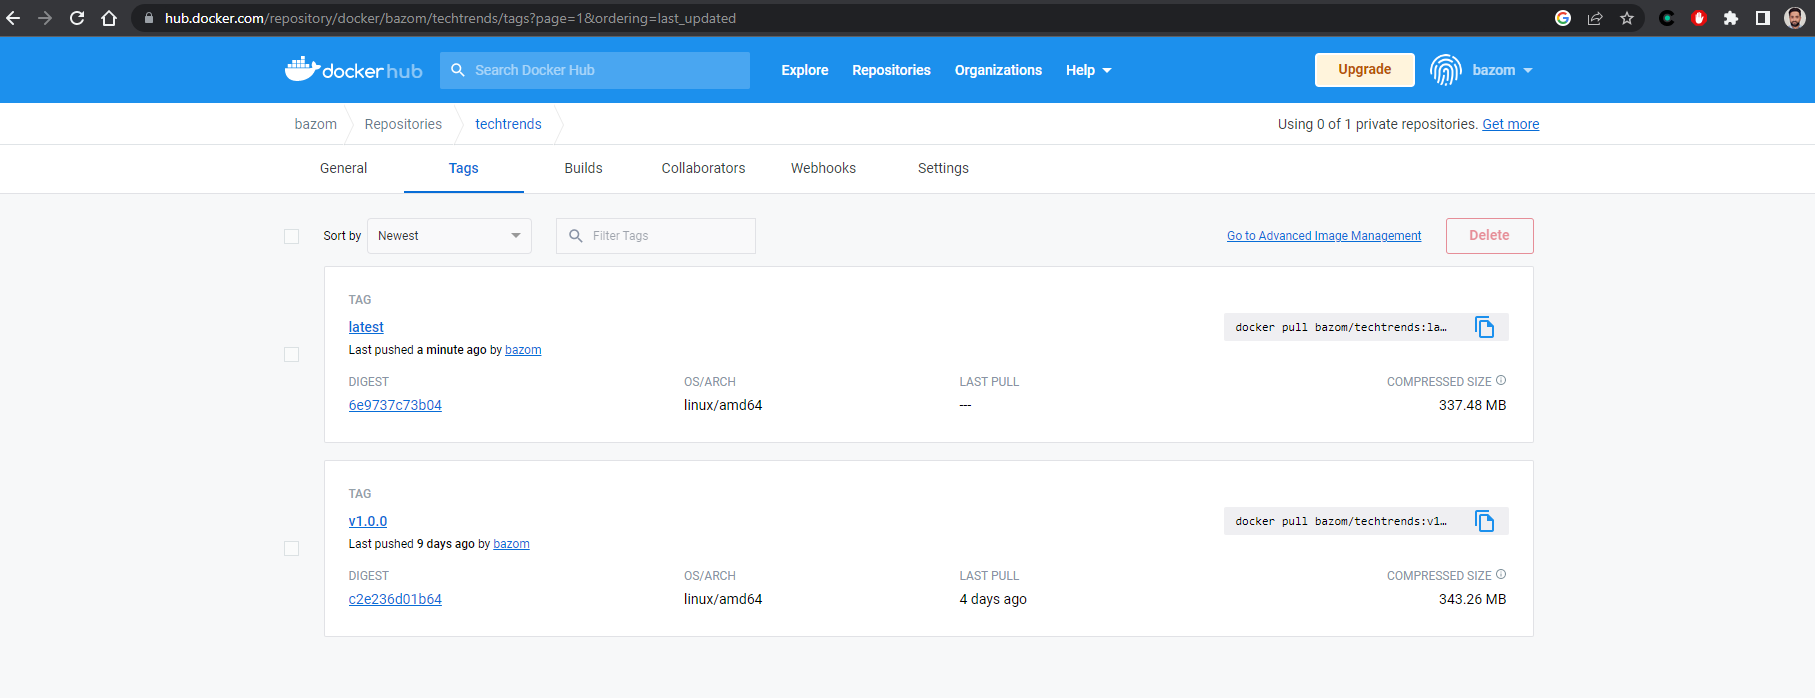 hub.docker.com/repository/docker/bazom/techtrends/tags?page=1&ordering=last_updated
docker hub
Search Docker Hub
Explore
Repositories
Organizations
Help
Upgrade
bazom
bazom
Repositories
techtrends
Using 0 of 1 private repositories. Get more
General
Tags
Builds
Collaborators
Webhooks
Settings
Sort by
Newest
Filter Tags
Go to Advanced Image Management
Delete
TAG
latest
docker pull bazom/techtrends:la…
Last pushed a minute ago by bazom
DIGEST
OS/ARCH
LAST PULL
COMPRESSED SIZE
6e9737c73b04
linux/amd64
---
337.48 MB
TAG
v1.0.0
docker pull bazom/techtrends:v1…
Last pushed 9 days ago by bazom
DIGEST
OS/ARCH
LAST PULL
COMPRESSED SIZE
c2e236d01b64
linux/amd64
4 days ago
343.26 MB